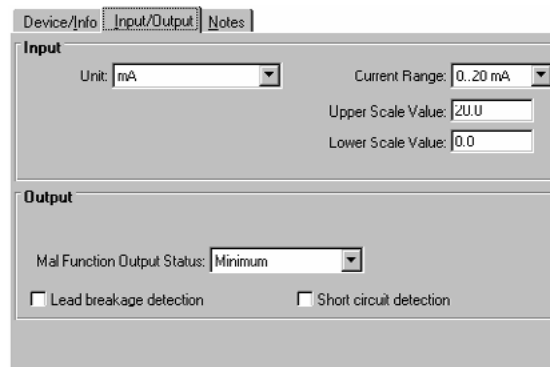 Device/Info Input/Output Notes
Input
Unit: mA Current Range: 0..20 mA
Upper Scale Value: 20.0
Lower Scale Value: 0.0
Output
Mal Function Output Status: Minimum
Lead breakage detection Short circuit detection